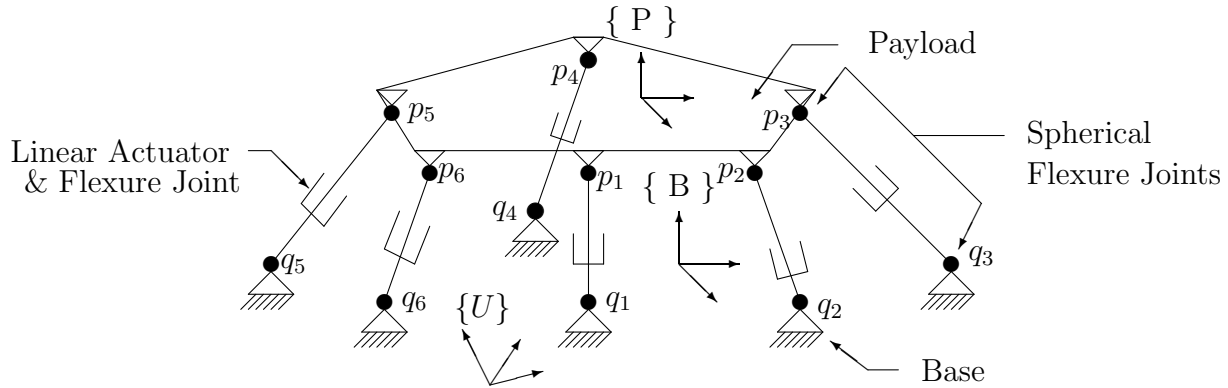 { P }
Payload
p4
p5
p3
Spherical
Flexure Joints
Linear Actuator
& Flexure Joint
p6
p1
p2
{ B }
q4
q5
q3
q6
{U}
q1
q2
Base